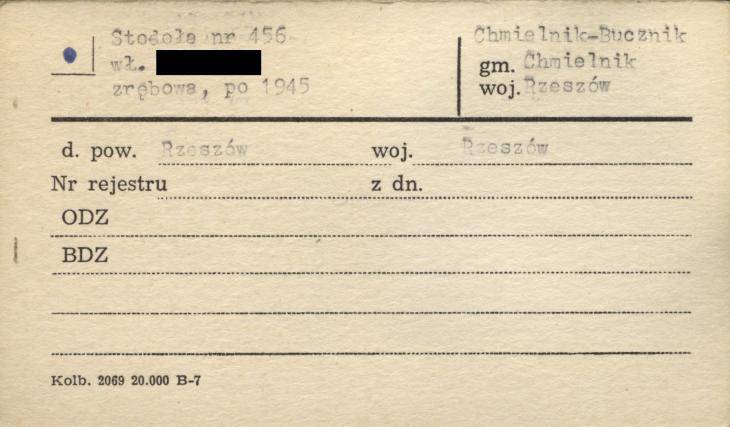 Stodoła nr 456
wł.
zrębowa, po 1945
Chmielnik-Bucznik
gm. Chmielnik
woj. Rzeszów
d. pow. Rzeszów woj. Rzeszów
Nr rejestru z dn.
ODZ
BDZ
Kolb. 2069 20.000 B-7